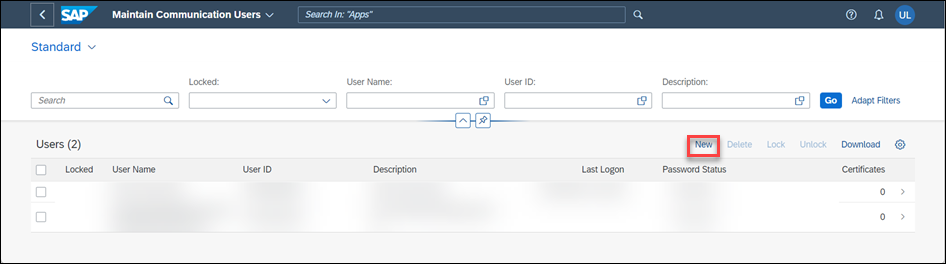 SAP Maintain Communication Users Search In: "Apps" UL
Standard
Locked: User Name: User ID: Description:
Search Go Adapt Filters
Users (2) New Delete Lock Unlock Download
Locked User Name User ID Description Last Logon Password Status Certificates
0
0